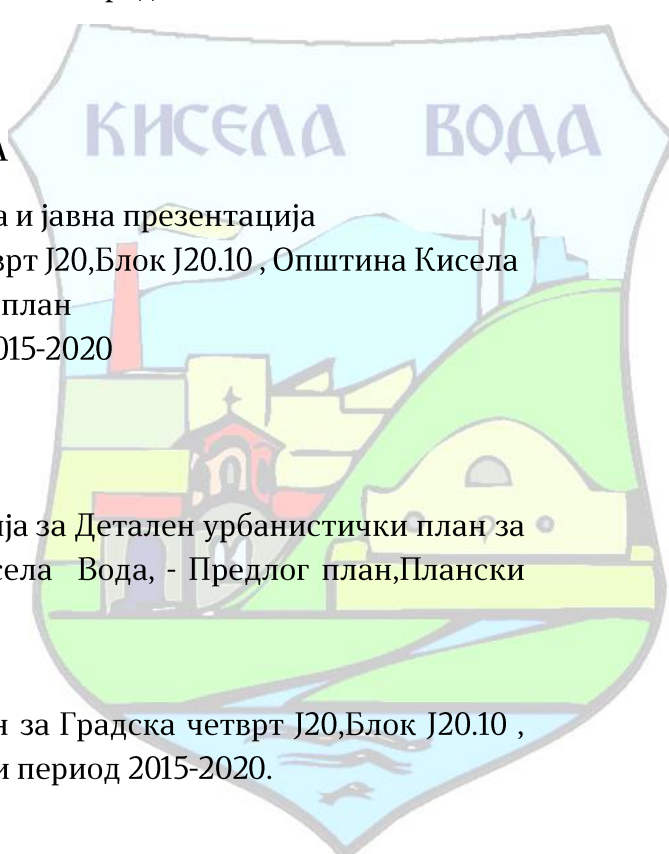 КИСЕЛА ВОДА
А
а и јавна презентација
врт Ј20,Блок Ј20.10 , Општина Кисела
план
015-2020
ија за Детален урбанистички план за
села Вода, - Предлог план,Плански
н за Градска четврт Ј20,Блок Ј20.10 ,
и период 2015-2020.